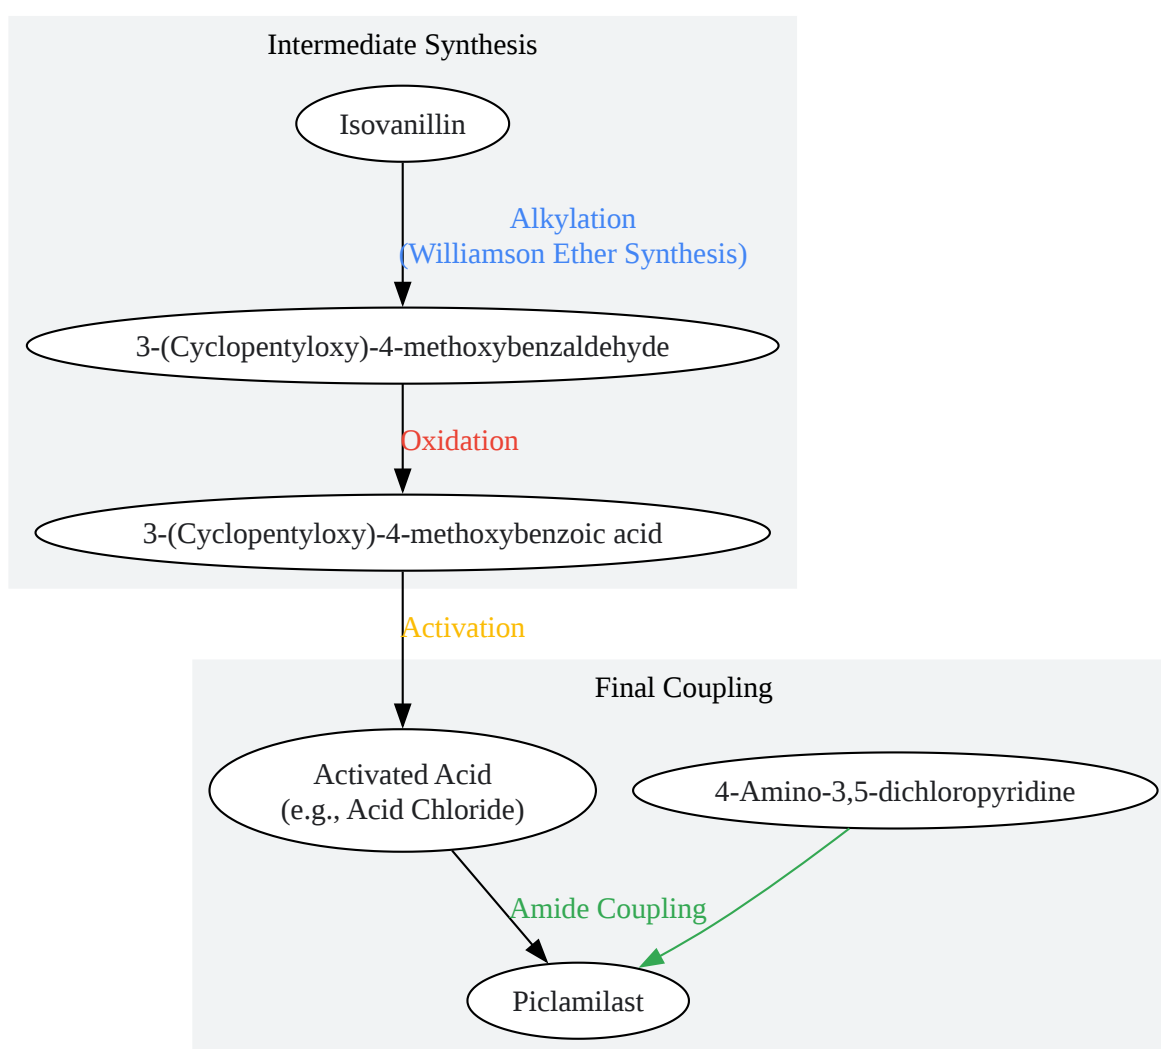 Intermediate Synthesis
Isovanillin
Alkylation
(Williamson Ether Synthesis)
3-(Cyclopentyloxy)-4-methoxybenzaldehyde
Oxidation
3-(Cyclopentyloxy)-4-methoxybenzoic acid
Activation
Final Coupling
Activated Acid
(e.g., Acid Chloride)
4-Amino-3,5-dichloropyridine
Amide Coupling
Piclamilast